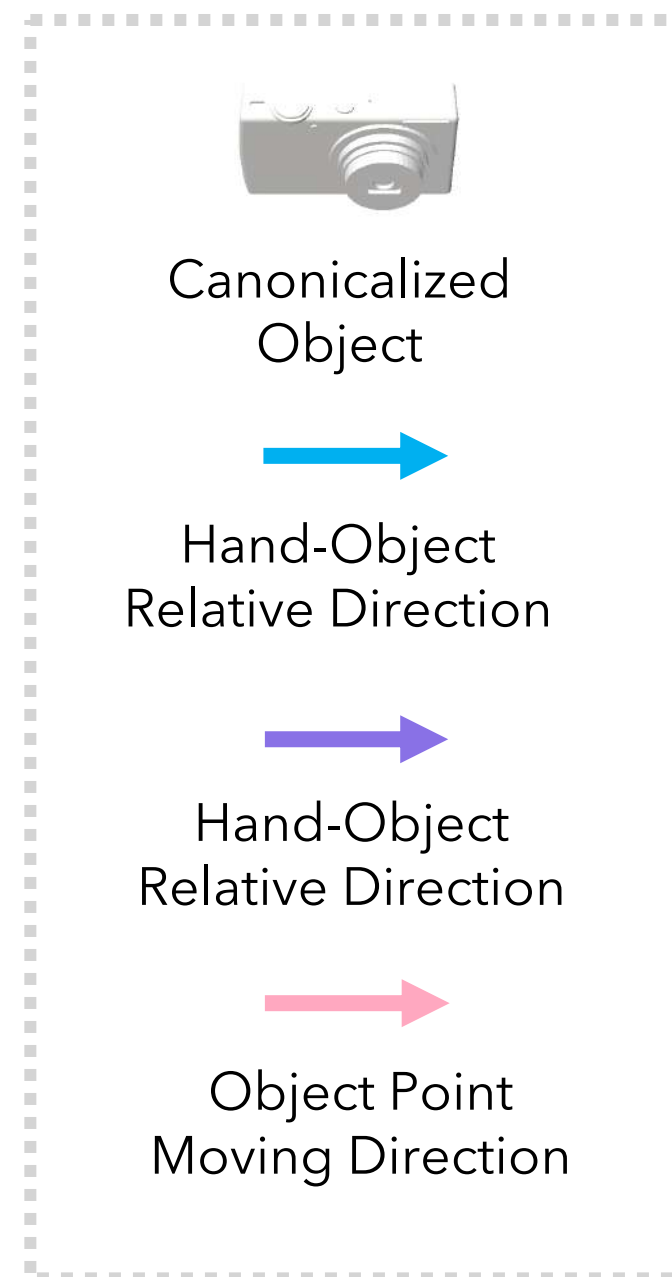 Canonicalized
Object
Hand-Object
Relative Direction
Hand-Object
Relative Direction
Object Point
Moving Direction